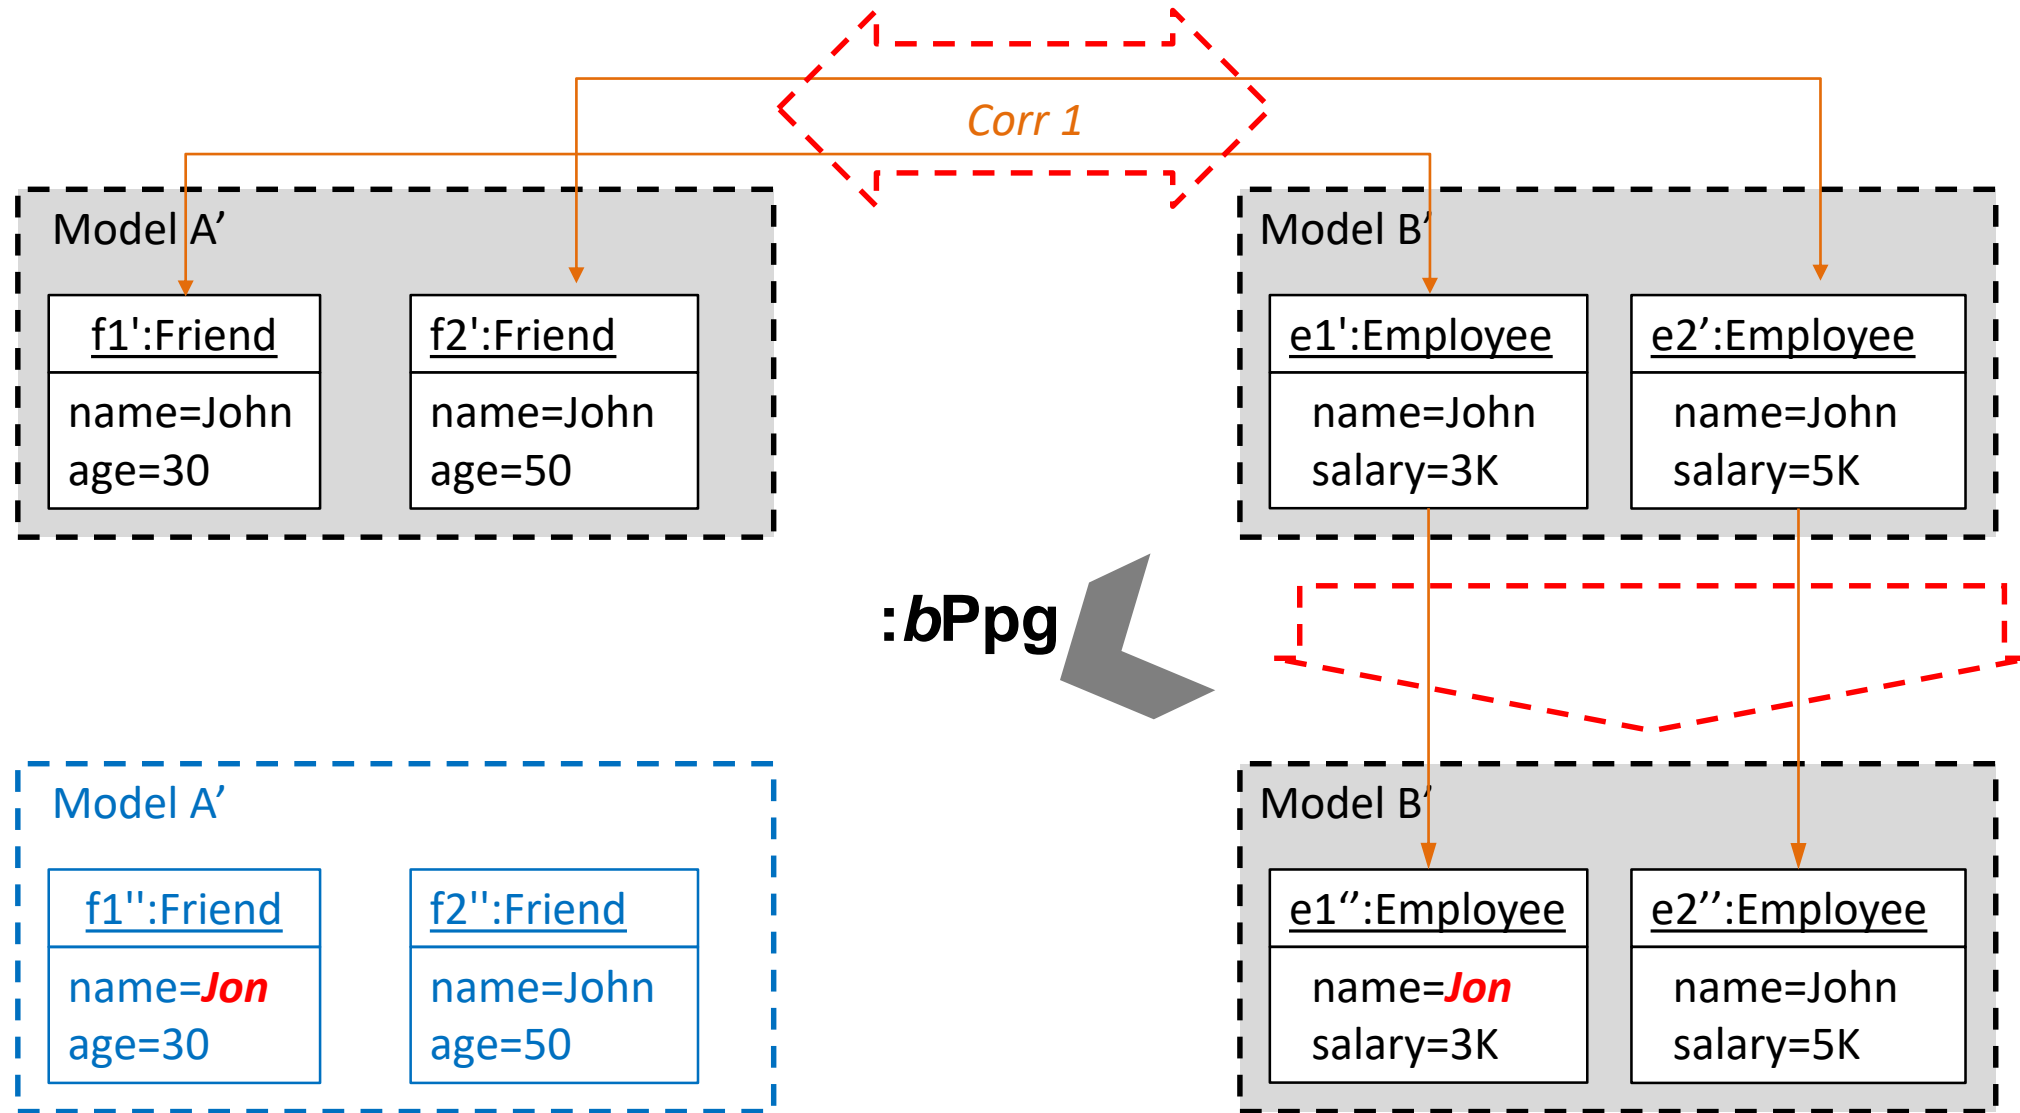 Corr 1
Model A’
f1':Friend
name=John
age=30
f2':Friend
name=John
age=50
Model B’
e1':Employee
name=John
salary=3K
e2’:Employee
name=John
salary=5K
:bPpg
Model A’
f1'':Friend
name=Jon
age=30
f2'':Friend
name=John
age=50
Model B’
e1’’:Employee
name=Jon
salary=3K
e2’’:Employee
name=John
salary=5K